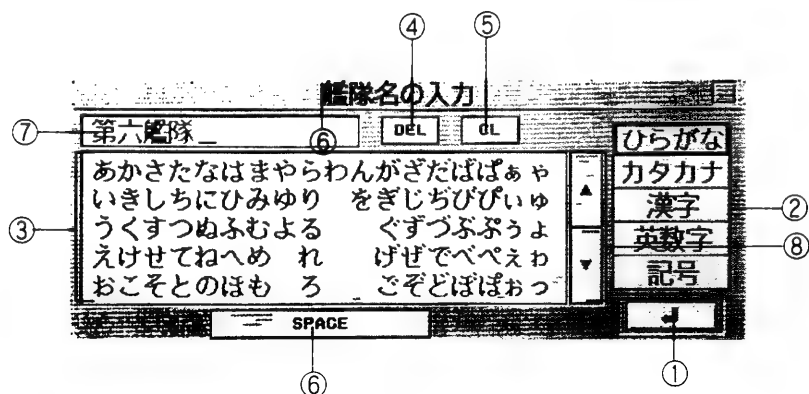 ④ ⑤
艦隊名の入力
⑦ 第六艦隊_ ⑥ DEL CL
ひらがな
カタカナ
漢字 ②
英数字 ⑧
記号
③
あかさたなはまやらわんがざだばぱぁゃ
いきしちにひみゆり をぎじぢびぴぃゅ
うくすつぬふむよる ぐずづぶぷぅょ
えけせてねへめ れ げぜでべぺぇゎ
おこそとのほも ろ ごぞどぼぽぉっ
▲
▼
SPACE
⑥ ①